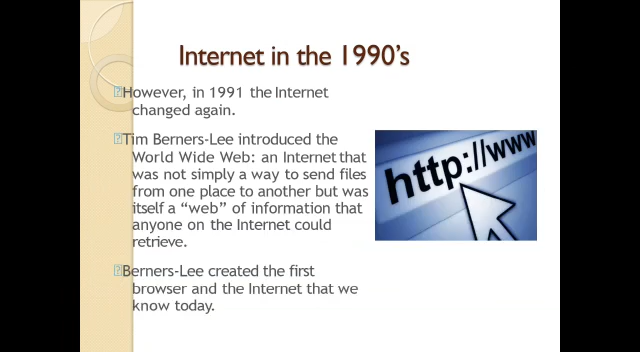 Internet in the 1990's
However, in 1991 the Internet
changed again.
Tim Berners-Lee introduced the
World Wide Web: an Internet that
was not simply a way to send files
from one place to another but was
itself a “web” of information that
anyone on the Internet could
retrieve.
http://www
Berners-Lee created the first
browser and the Internet that we
know today.